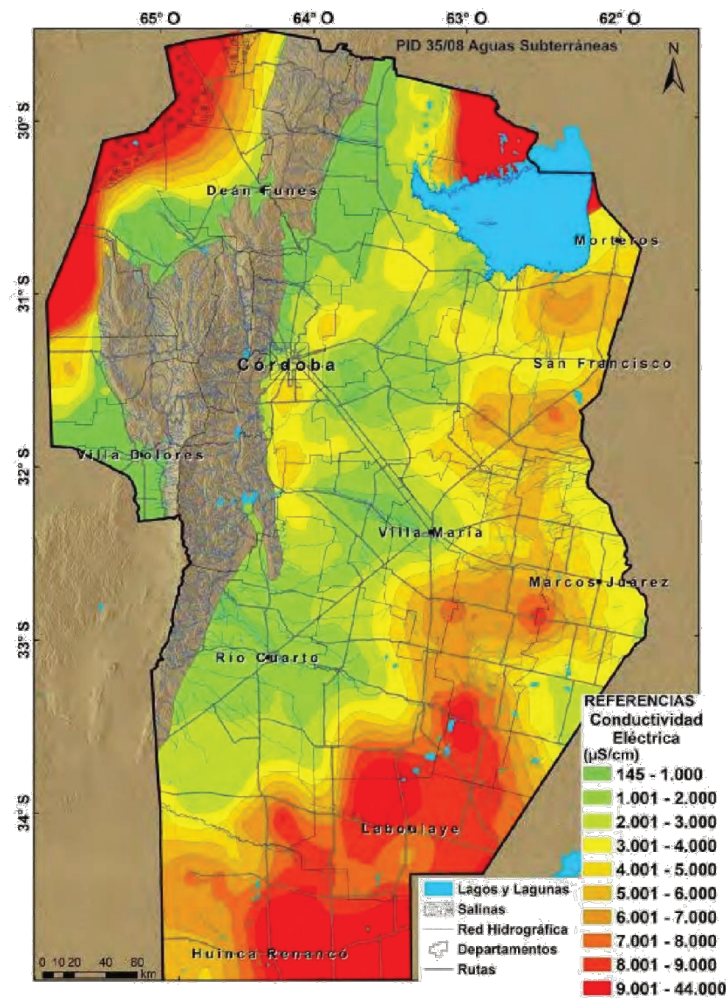 65° O 64° O 63° O 62° O
PID 35/08 Aguas Subterráneas
N
30° S
Deán Funes
Morteros
31° S
San Francisco
Córdoba
32° S
Villa Dolores
Villa María
Marcos Juárez
33° S
Río Cuarto
34° S
Laboulaye
Huinca Renancó
REFERENCIAS
Conductividad
Eléctrica
(µS/cm)
145 - 1.000
1.001 - 2.000
2.001 - 3.000
3.001 - 4.000
4.001 - 5.000
5.001 - 6.000
6.001 - 7.000
7.001 - 8.000
8.001 - 9.000
9.001 - 44.000
Lagos y Lagunas
Salinas
Red Hidrográfica
Departamentos
Rutas
0 10 20 40 60 80
km